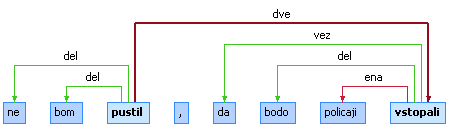 dve
vez
del
del
del
ena
ne bom pustil , da bodo policaji vstopali